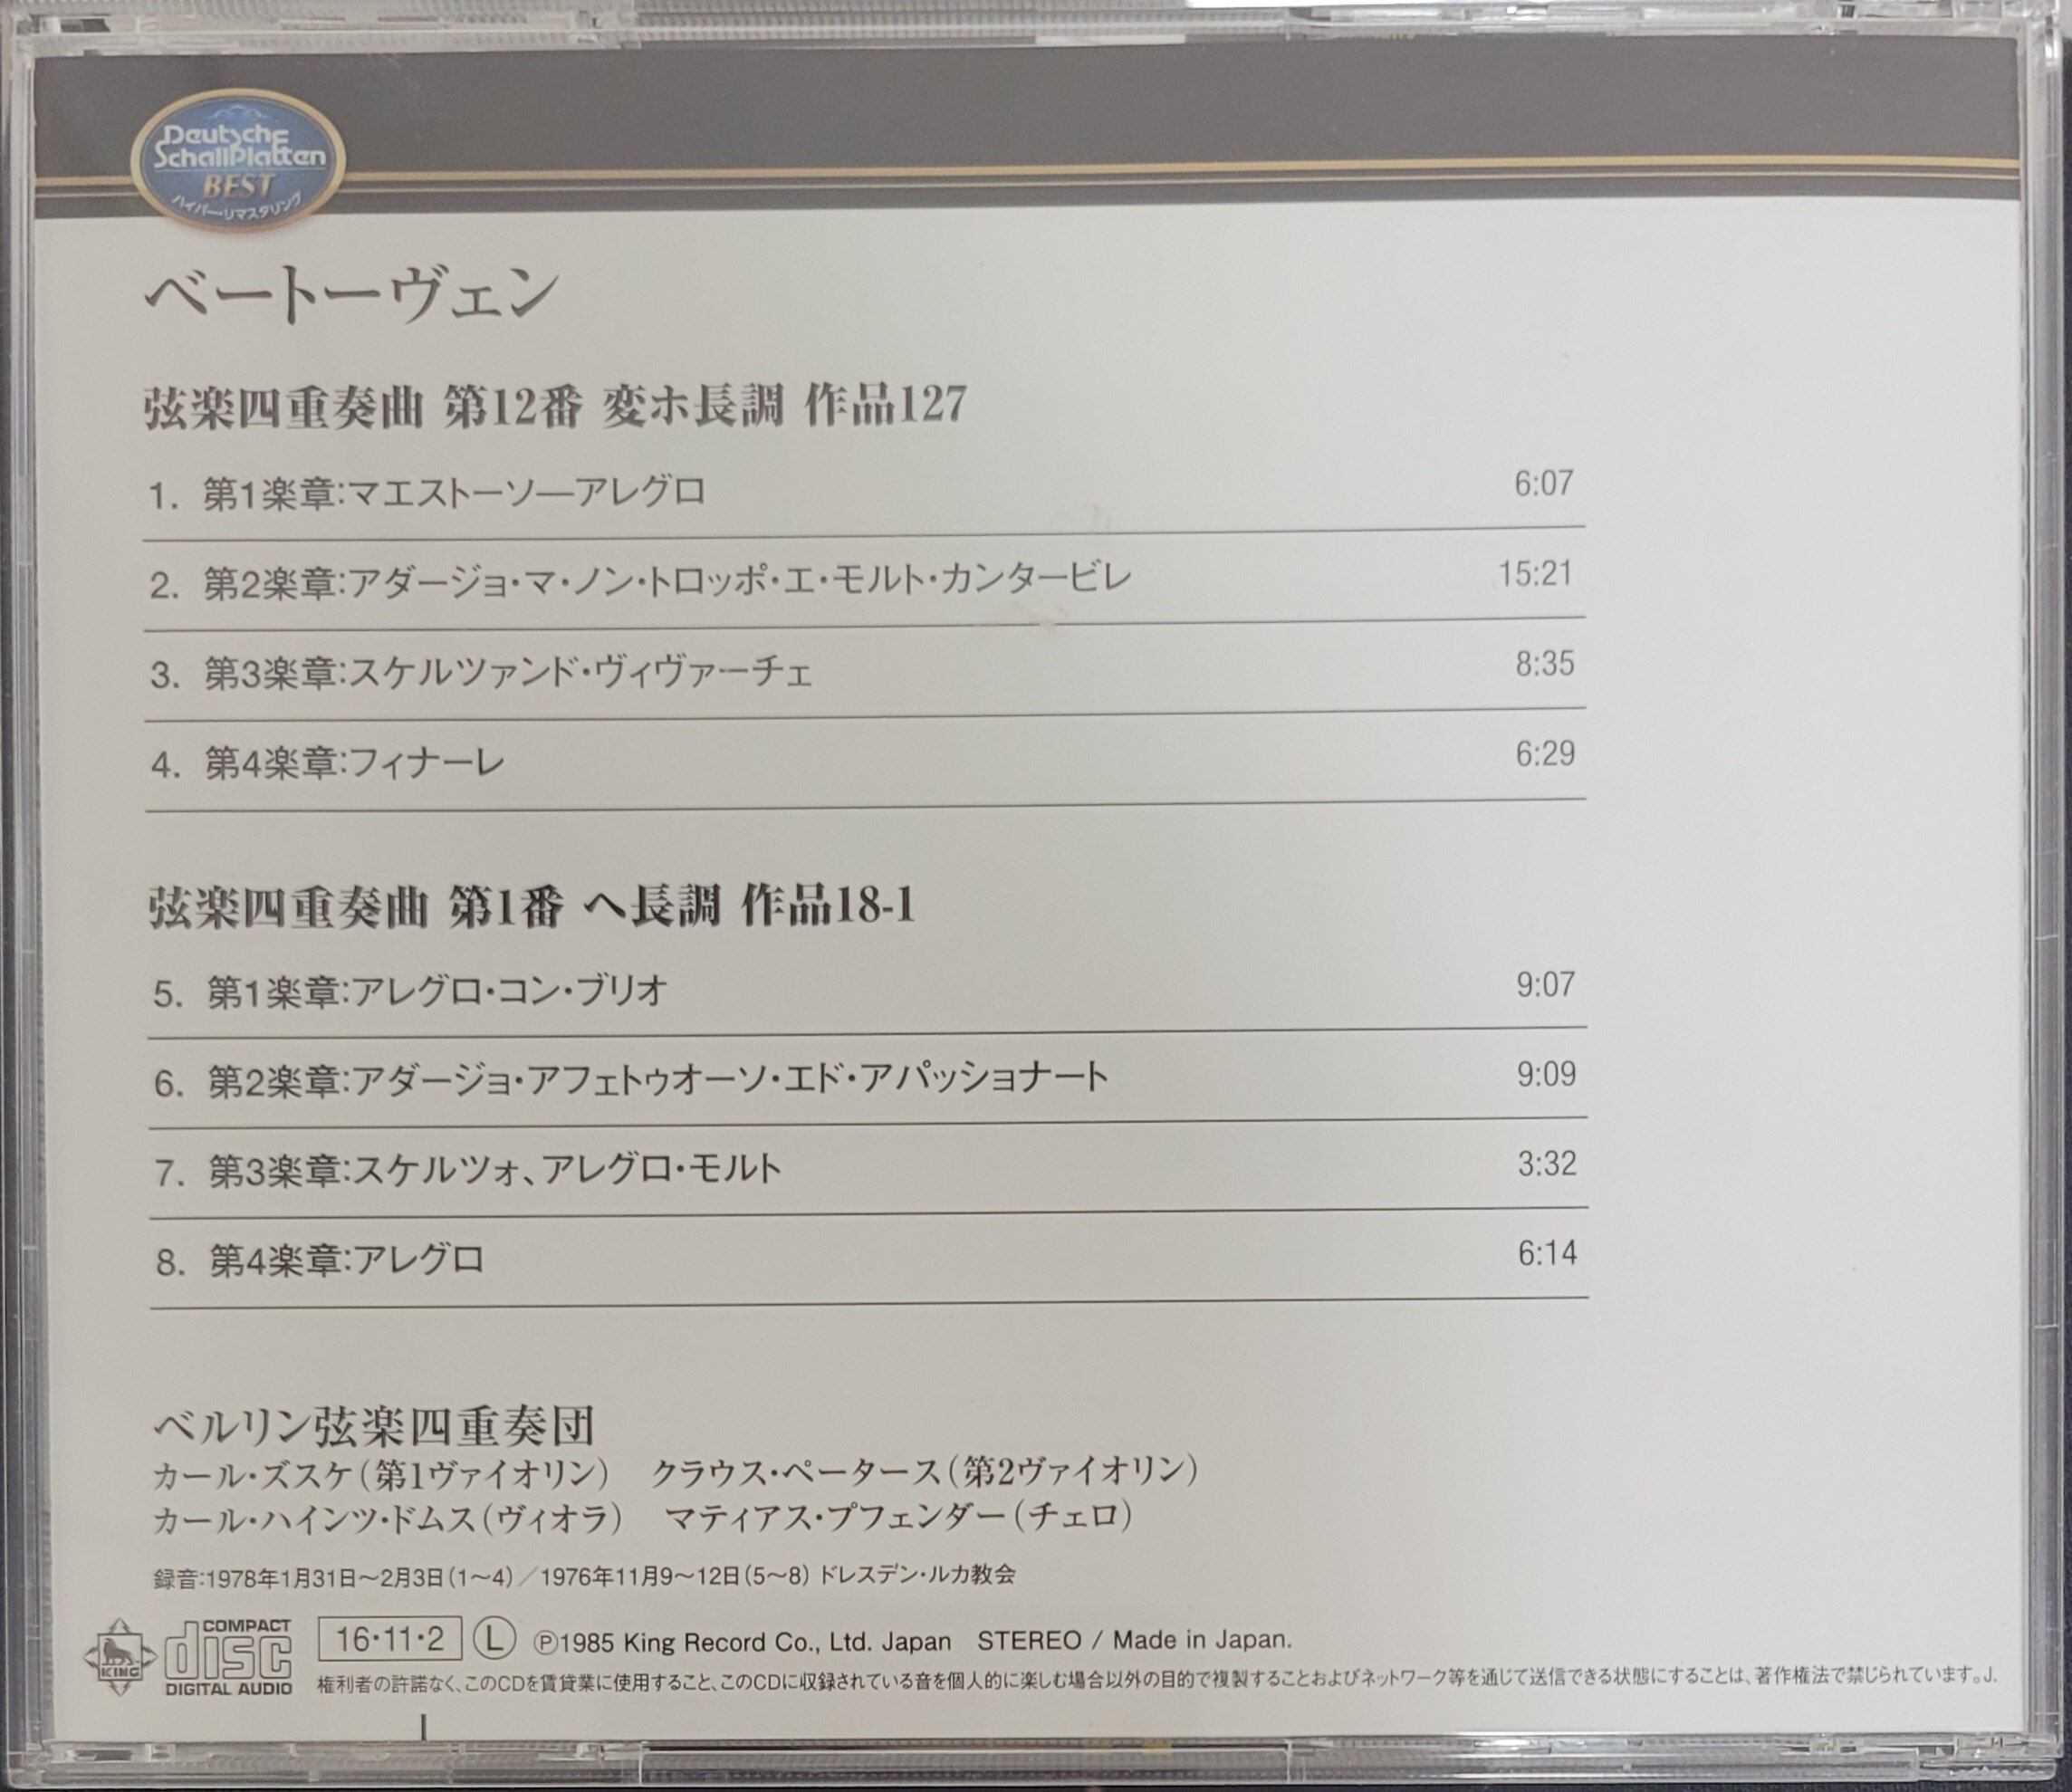 Deutsche
SchallPlatten
BEST
ハイパー・リマスタリング
ベートーヴェン
弦楽四重奏曲 第12番 変ホ長調 作品127
1. 第1楽章：マエストーソ―アレグロ 6:07
2. 第2楽章：アダージョ・マ・ノン・トロッポ・エ・モルト・カンタービレ 15:21
3. 第3楽章：スケルツァンド・ヴィヴァーチェ 8:35
4. 第4楽章：フィナーレ 6:29
弦楽四重奏曲 第1番 ヘ長調 作品18-1
5. 第1楽章：アレグロ・コン・ブリオ 9:07
6. 第2楽章：アダージョ・アフェトゥオーソ・エド・アパッショナート 9:09
7. 第3楽章：スケルツォ、アレグロ・モルト 3:32
8. 第4楽章：アレグロ 6:14
ベルリン弦楽四重奏団
カール・ズスケ（第1ヴァイオリン） クラウス・ペータース（第2ヴァイオリン）
カール・ハインツ・ドムス（ヴィオラ） マティアス・プフェンダー（チェロ）
録音：1978年1月31日～2月3日（1～4）／1976年11月9～12日（5～8） ドレスデン・ルカ教会
KING
COMPACT
disc
DIGITAL AUDIO
16・11・2 Ⓛ Ⓟ1985 King Record Co., Ltd. Japan STEREO / Made in Japan.
権利者の許諾なく、このCDを賃貸業に使用すること、このCDに収録されている音を個人的に楽しむ場合以外の目的で複製することおよびネットワーク等を通じて送信できる状態にすることは、著作権法で禁じられています。J.